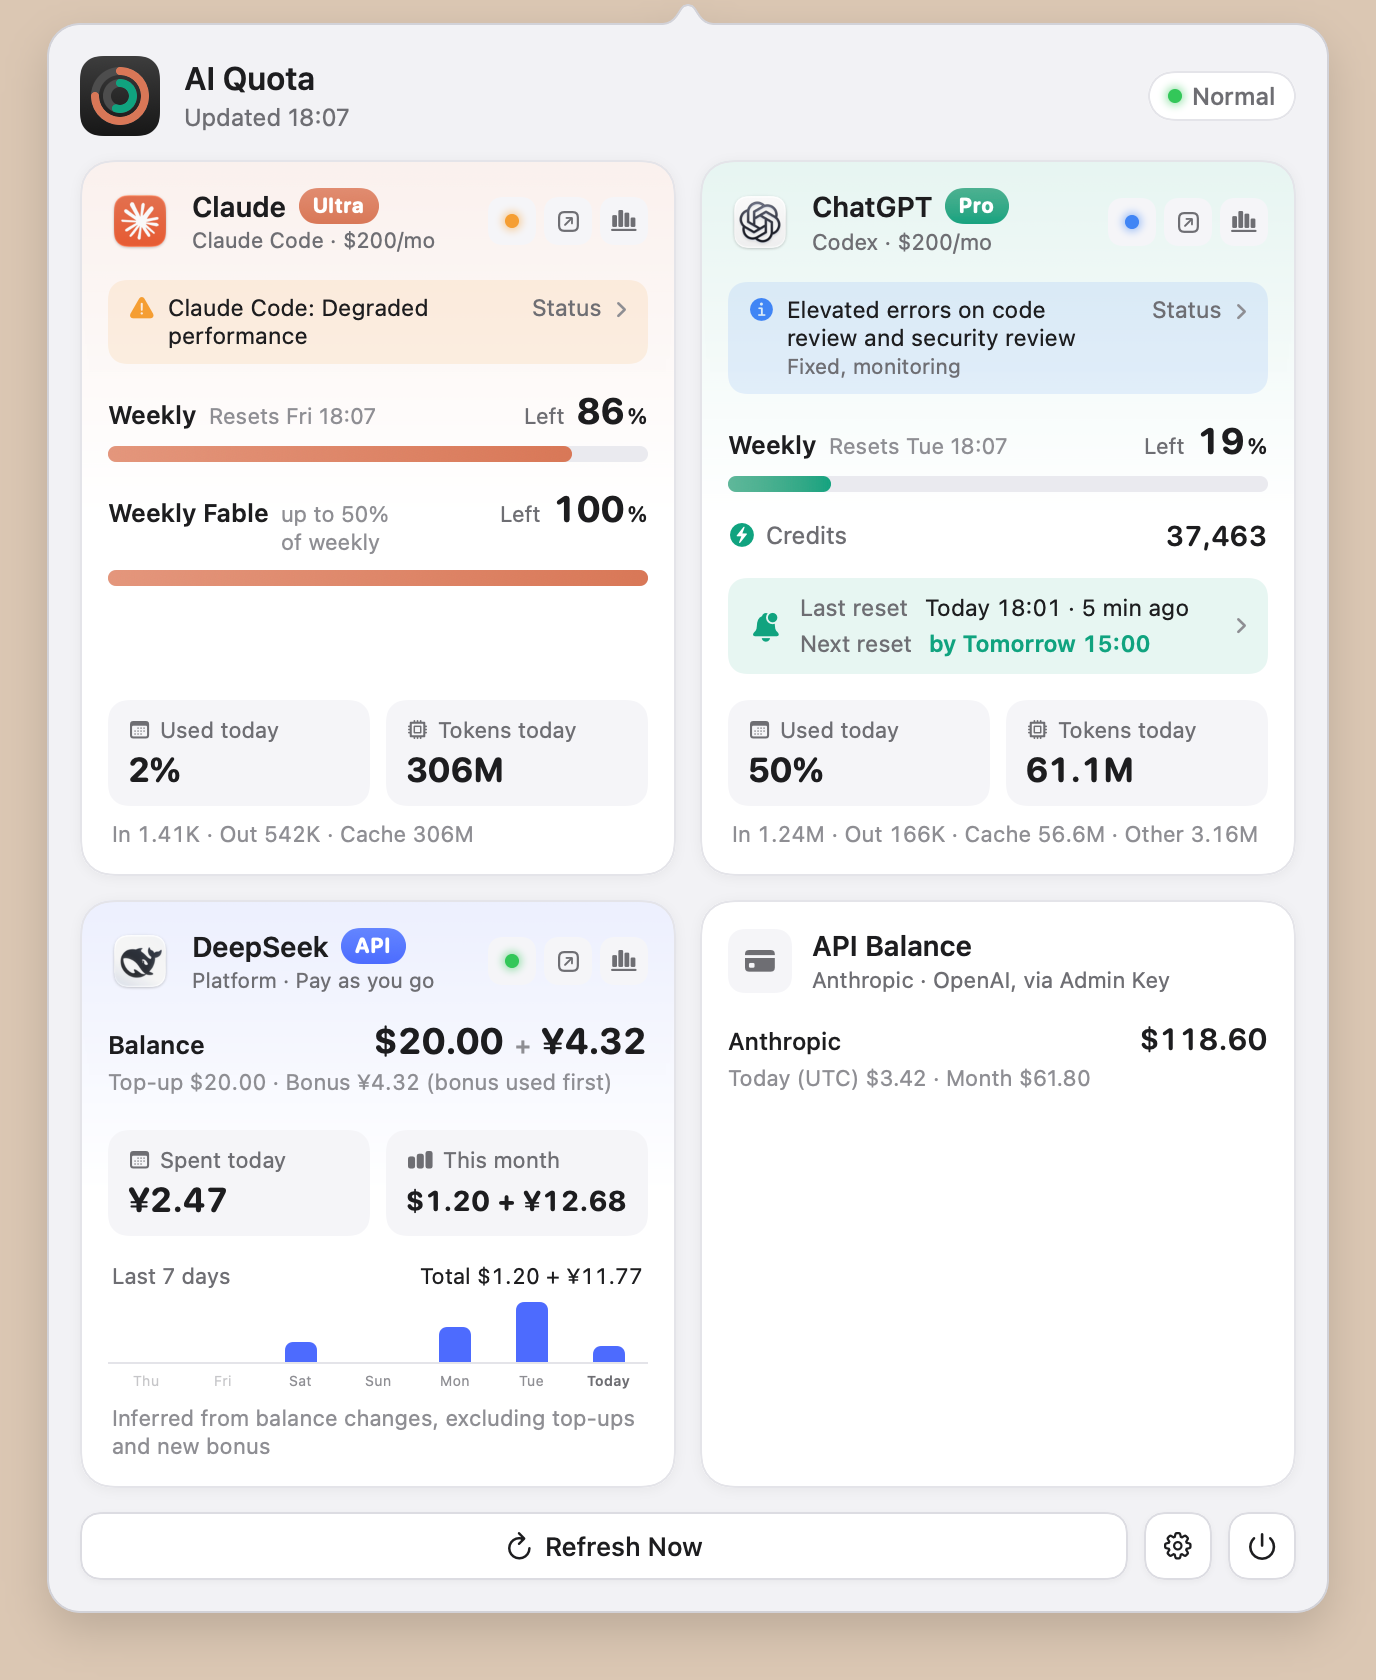 AI Quota
Updated 18:07
Normal
Claude Ultra
Claude Code · $200/mo
Claude Code: Degraded
performance
Status
Weekly Resets Fri 18:07 Left 86%
Weekly Fable up to 50%
of weekly
Left 100%
Used today
2%
Tokens today
306M
In 1.41K · Out 542K · Cache 306M
ChatGPT Pro
Codex · $200/mo
Elevated errors on code
review and security review
Fixed, monitoring
Status
Weekly Resets Tue 18:07 Left 19%
Credits 37,463
Last reset Today 18:01 · 5 min ago
Next reset by Tomorrow 15:00
Used today
50%
Tokens today
61.1M
In 1.24M · Out 166K · Cache 56.6M · Other 3.16M
DeepSeek API
Platform · Pay as you go
Balance $20.00 + ¥4.32
Top-up $20.00 · Bonus ¥4.32 (bonus used first)
Spent today
¥2.47
This month
$1.20 + ¥12.68
Last 7 days Total $1.20 + ¥11.77
Thu Fri Sat Sun Mon Tue Today
Inferred from balance changes, excluding top-ups
and new bonus
API Balance
Anthropic · OpenAI, via Admin Key
Anthropic $118.60
Today (UTC) $3.42 · Month $61.80
Refresh Now